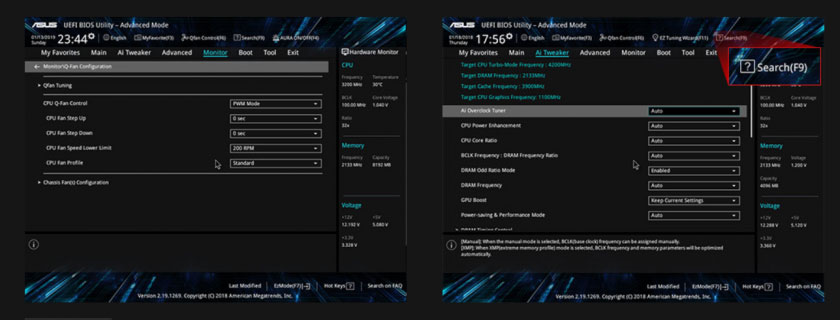 ASUS UEFI BIOS Utility – Advanced Mode
01/13/2019 Sunday 23:44 English MyFavorite(F3) Qfan Control(F6) Search(F9) AURA ON/OFF(F4)
My Favorites Main Ai Tweaker Advanced Monitor Boot Tool Exit
Hardware Monitor
← Monitor\Q-Fan Configuration
Qfan Tuning
CPU Q-Fan Control PWM Mode
CPU Fan Step Up 0 sec
CPU Fan Step Down 0 sec
CPU Fan Speed Lower Limit 200 RPM
CPU Fan Profile Standard
Chassis Fan(s) Configuration
CPU
Frequency Temperature
3200 MHz 30°C
BCLK Core Voltage
100.00 MHz 1.040 V
Ratio
32x
Memory
Frequency Capacity
2133 MHz 8192 MB
Voltage
+12V +5V
12.192 V 5.080 V
+3.3V
3.328 V
Last Modified EzMode(F7) Hot Keys ? Search on FAQ
Version 2.19.1269. Copyright (C) 2018 American Megatrends, Inc.
ASUS UEFI BIOS Utility – Advanced Mode
Thursday 17:56 English MyFavorite(F3) Qfan Control(F6) EZ Tuning Wizard(F11) Search(F9)
My Favorites Main Ai Tweaker Advanced Monitor Boot Tool Exit
? Search(F9)
Target CPU Turbo-Mode Frequency : 4200MHz
Target DRAM Frequency : 2133MHz
Target Cache Frequency : 3900MHz
Target CPU Graphics Frequency : 1100MHz
Ai Overclock Tuner Auto
CPU Power Enhancement Auto
CPU Core Ratio Auto
BCLK Frequency : DRAM Frequency Ratio Auto
DRAM Odd Ratio Mode Enabled
DRAM Frequency Auto
GPU Boost Keep Current Settings
Power-saving & Performance Mode Auto
DRAM Timing Control
BCLK Core Voltage
100.00 MHz 1.040 V
Ratio
32x
Memory
Frequency Voltage
2133 MHz 1.200 V
Capacity
4096 MB
Voltage
+12V +5V
12.288 V 5.120 V
+3.3V
3.360 V
[Manual]: When the manual mode is selected, BCLK(base clock) frequency can be assigned manually.
[XMP]: When XMP(extreme memory profile) mode is selected, BCLK frequency and memory parameters will be optimized
automatically.
Last Modified EzMode(F7) Hot Keys ? Search on FAQ
Version 2.19.1269. Copyright (C) 2018 American Megatrends, Inc.